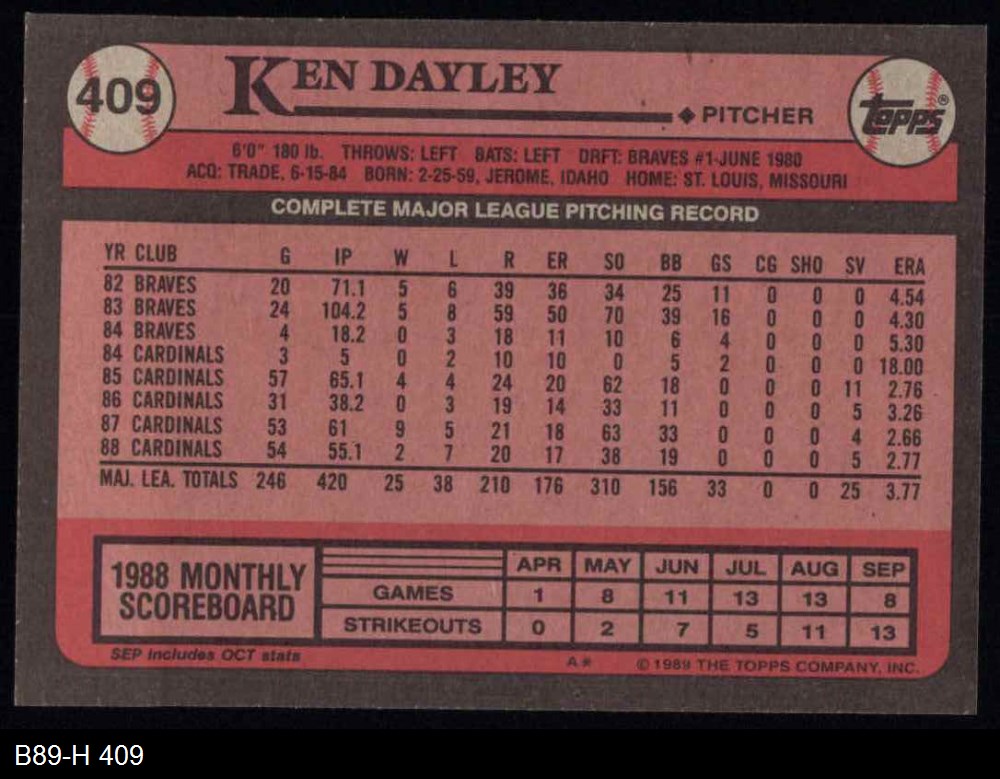 409
KEN DAYLEY
◆ PITCHER
topps®
6'0" 180 lb. THROWS: LEFT BATS: LEFT DRFT: BRAVES #1-JUNE 1980
ACQ: TRADE, 6-15-84 BORN: 2-25-59, JEROME, IDAHO HOME: ST. LOUIS, MISSOURI
COMPLETE MAJOR LEAGUE PITCHING RECORD
YR CLUB G IP W L R ER SO BB GS CG SHO SV ERA
82 BRAVES 20 71.1 5 6 39 36 34 25 11 0 0 0 4.54
83 BRAVES 24 104.2 5 8 59 50 70 39 16 0 0 0 4.30
84 BRAVES 4 18.2 0 3 18 11 10 6 4 0 0 0 5.30
84 CARDINALS 3 5 0 2 10 10 0 5 2 0 0 0 18.00
85 CARDINALS 57 65.1 4 4 24 20 62 18 0 0 0 11 2.76
86 CARDINALS 31 38.2 0 3 19 14 33 11 0 0 0 5 3.26
87 CARDINALS 53 61 9 5 21 18 63 33 0 0 0 4 2.66
88 CARDINALS 54 55.1 2 7 20 17 38 19 0 0 0 5 2.77
MAJ. LEA. TOTALS 246 420 25 38 210 176 310 156 33 0 0 25 3.77
1988 MONTHLY
SCOREBOARD
APR MAY JUN JUL AUG SEP
GAMES 1 8 11 13 13 8
STRIKEOUTS 0 2 7 5 11 13
SEP includes OCT stats
A* © 1989 THE TOPPS COMPANY, INC.
B89-H 409